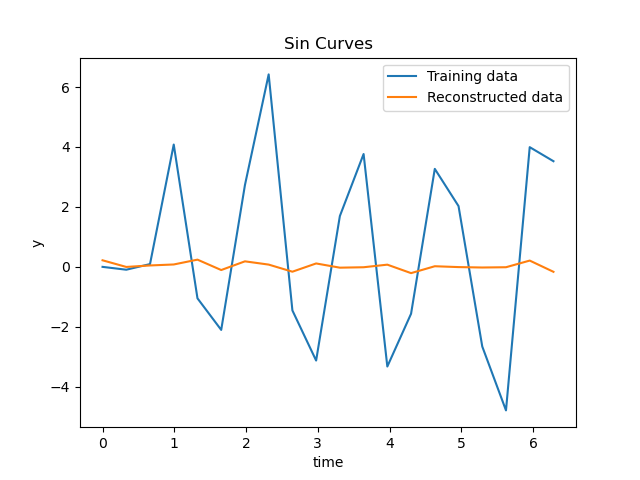 Sin Curves
Training data
Reconstructed data
y
6
4
2
0
−2
−4
0 1 2 3 4 5 6
time